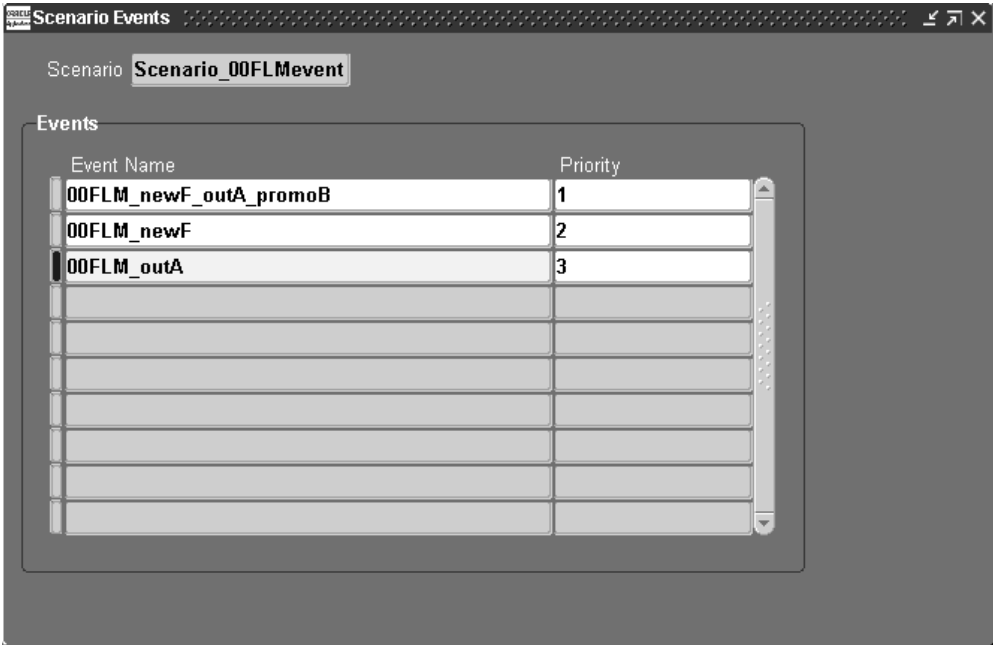 Scenario Events
Scenario Scenario_00FLMevent
Events
Event Name Priority
00FLM_newF_outA_promoB 1
00FLM_newF 2
00FLM_outA 3